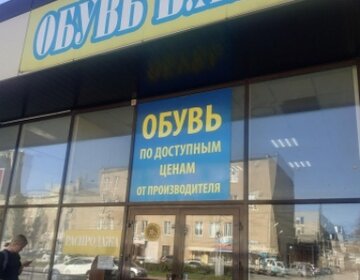 ОБУВЬ
ОБУВЬ
ПО ДОСТУПНЫМ
ЦЕНАМ
ОТ ПРОИЗВОДИТЕЛЯ
РАСПРОДАЖА